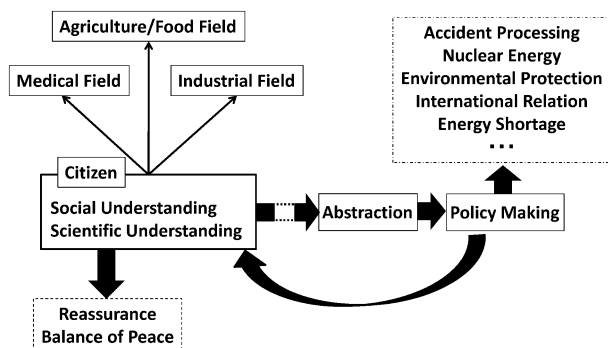 Agriculture/Food Field
Medical Field
Industrial Field
Citizen
Social Understanding
Scientific Understanding
Reassurance
Balance of Peace
Abstraction
Policy Making
Accident Processing
Nuclear Energy
Environmental Protection
International Relation
Energy Shortage
...